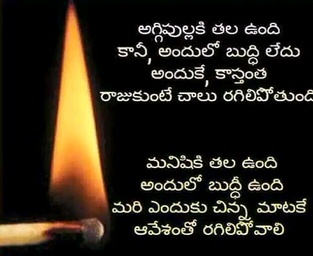 అగ్గిపుల్లకి తల ఉంది
కానీ, అందులో బుద్ధి లేదు
అందుకే, కాస్తంత
రాజుకుంటే చాలు రగిలిపోతుంది
మనిషికి తల ఉంది
అందులో బుద్ధీ ఉంది
మరి ఎందుకు చిన్న మాటకే
ఆవేశంతో రగిలిపోవాలి